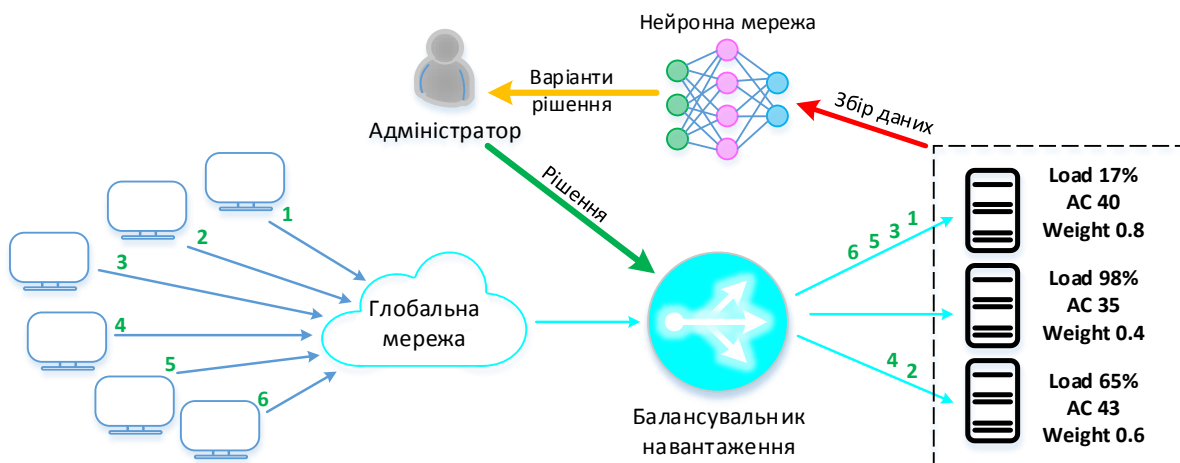 Нейронна мережа
Варіанти
рішення
Збір даних
Адміністратор
Рішення
1
2
3
4
5
6
Глобальна
мережа
6 5 3 1
4 2
Балансувальник
навантаження
Load 17%
AC 40
Weight 0.8
Load 98%
AC 35
Weight 0.4
Load 65%
AC 43
Weight 0.6